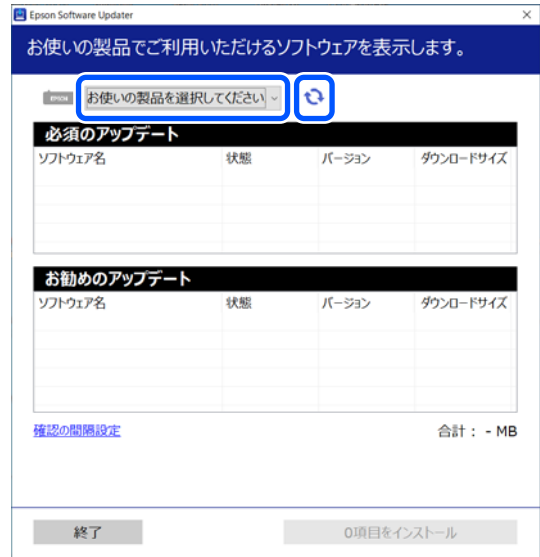 Epson Software Updater
お使いの製品でご利用いただけるソフトウェアを表示します。
EPSON お使いの製品を選択してください
必須のアップデート
ソフトウェア名 状態 バージョン ダウンロードサイズ
お勧めのアップデート
ソフトウェア名 状態 バージョン ダウンロードサイズ
確認の間隔設定 合計： - MB
終了 0項目をインストール